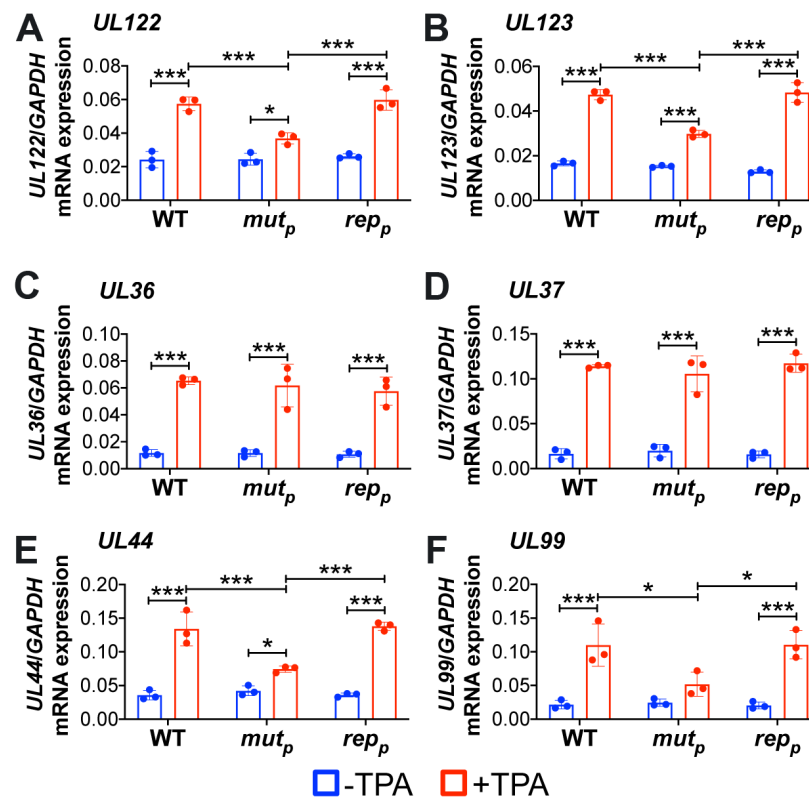 A UL122
UL122/GAPDH
mRNA expression
0.08
0.06
0.04
0.02
0.00
*** *** * *** ***
WT mutp repp
B UL123
UL123/GAPDH
mRNA expression
0.06
0.04
0.02
0.00
*** *** *** *** ***
WT mutp repp
C UL36
UL36/GAPDH
mRNA expression
0.10
0.08
0.06
0.04
0.02
0.00
*** *** ***
WT mutp repp
D UL37
UL37/GAPDH
mRNA expression
0.15
0.10
0.05
0.00
*** *** ***
WT mutp repp
E UL44
UL44/GAPDH
mRNA expression
0.20
0.15
0.10
0.05
0.00
*** *** * *** ***
WT mutp repp
F UL99
UL99/GAPDH
mRNA expression
0.20
0.15
0.10
0.05
0.00
*** * * ***
WT mutp repp
-TPA +TPA